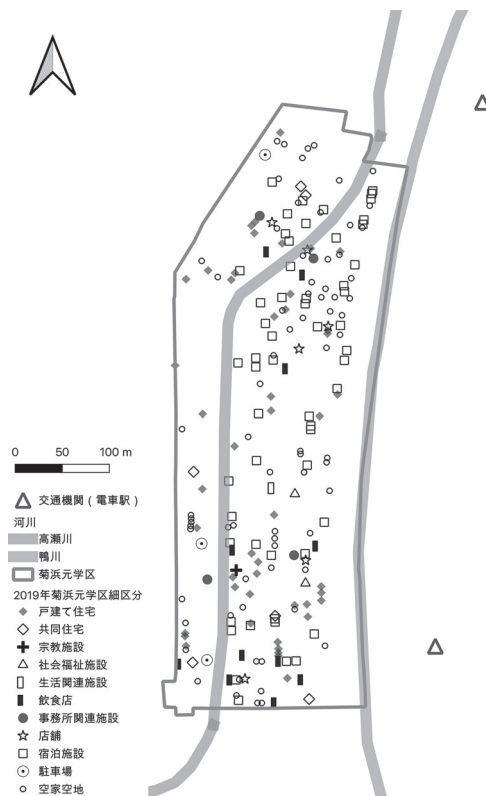 0 50 100 m
交通機関（電車駅）
河川
高瀬川
鴨川
菊浜元学区
2019年菊浜元学区細区分
戸建て住宅
共同住宅
宗教施設
社会福祉施設
生活関連施設
飲食店
事務所関連施設
店舗
宿泊施設
駐車場
空家空地